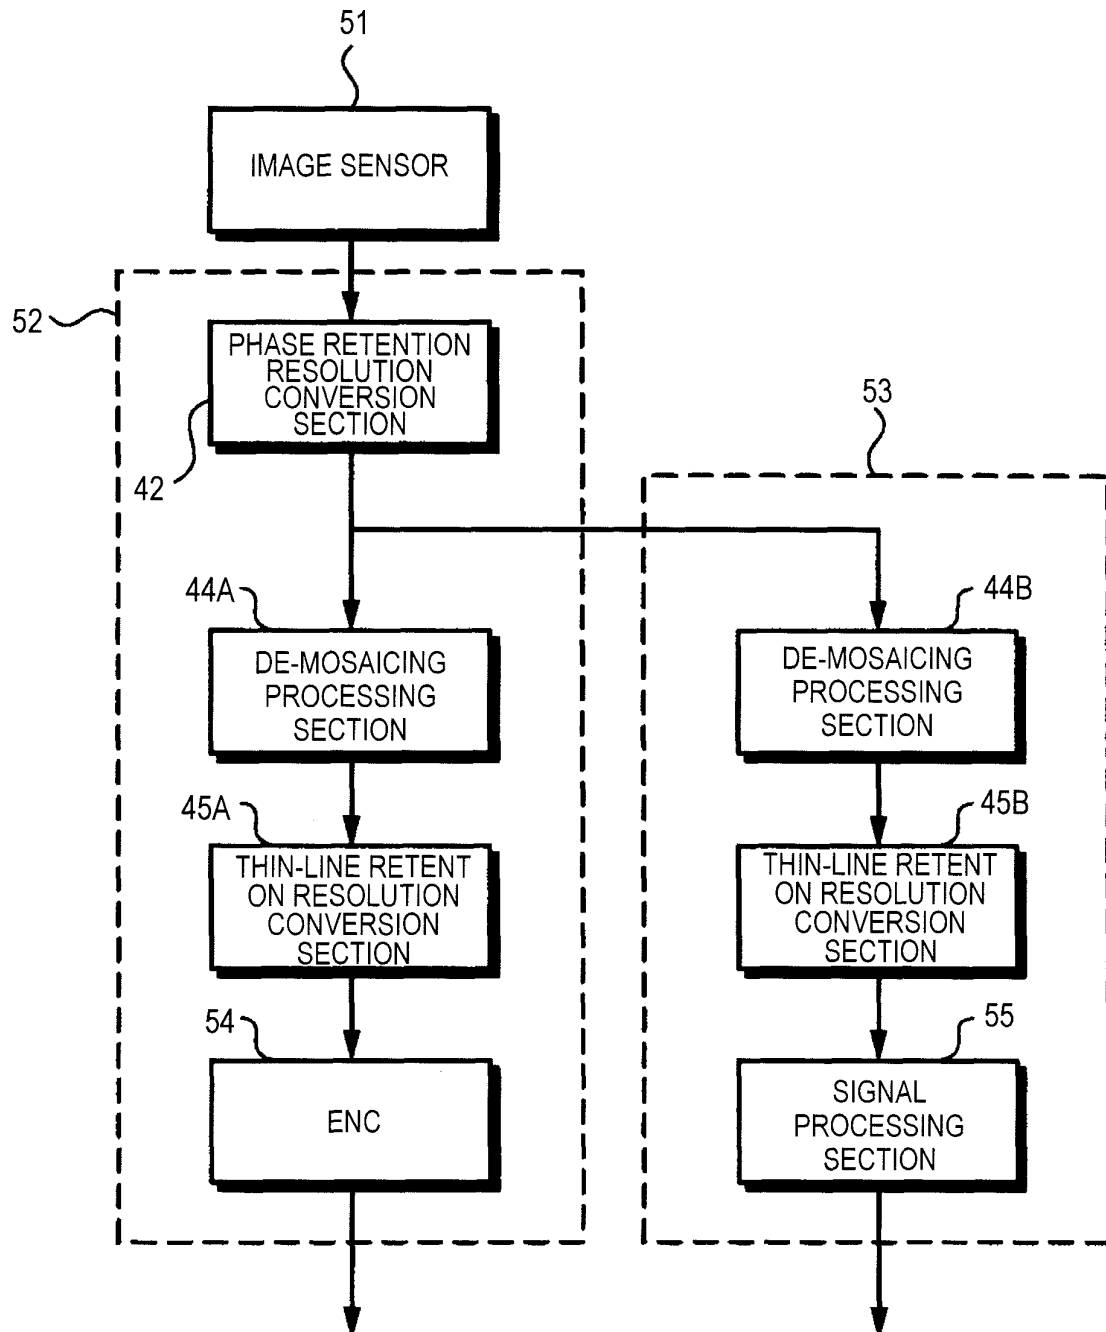 51
IMAGE SENSOR
52
PHASE RETENTION
RESOLUTION
CONVERSION
SECTION
42
53
44A
DE-MOSAICING
PROCESSING
SECTION
44B
DE-MOSAICING
PROCESSING
SECTION
45A
THIN-LINE RETENT
ON RESOLUTION
CONVERSION
SECTION
45B
THIN-LINE RETENT
ON RESOLUTION
CONVERSION
SECTION
54
ENC
55
SIGNAL
PROCESSING
SECTION